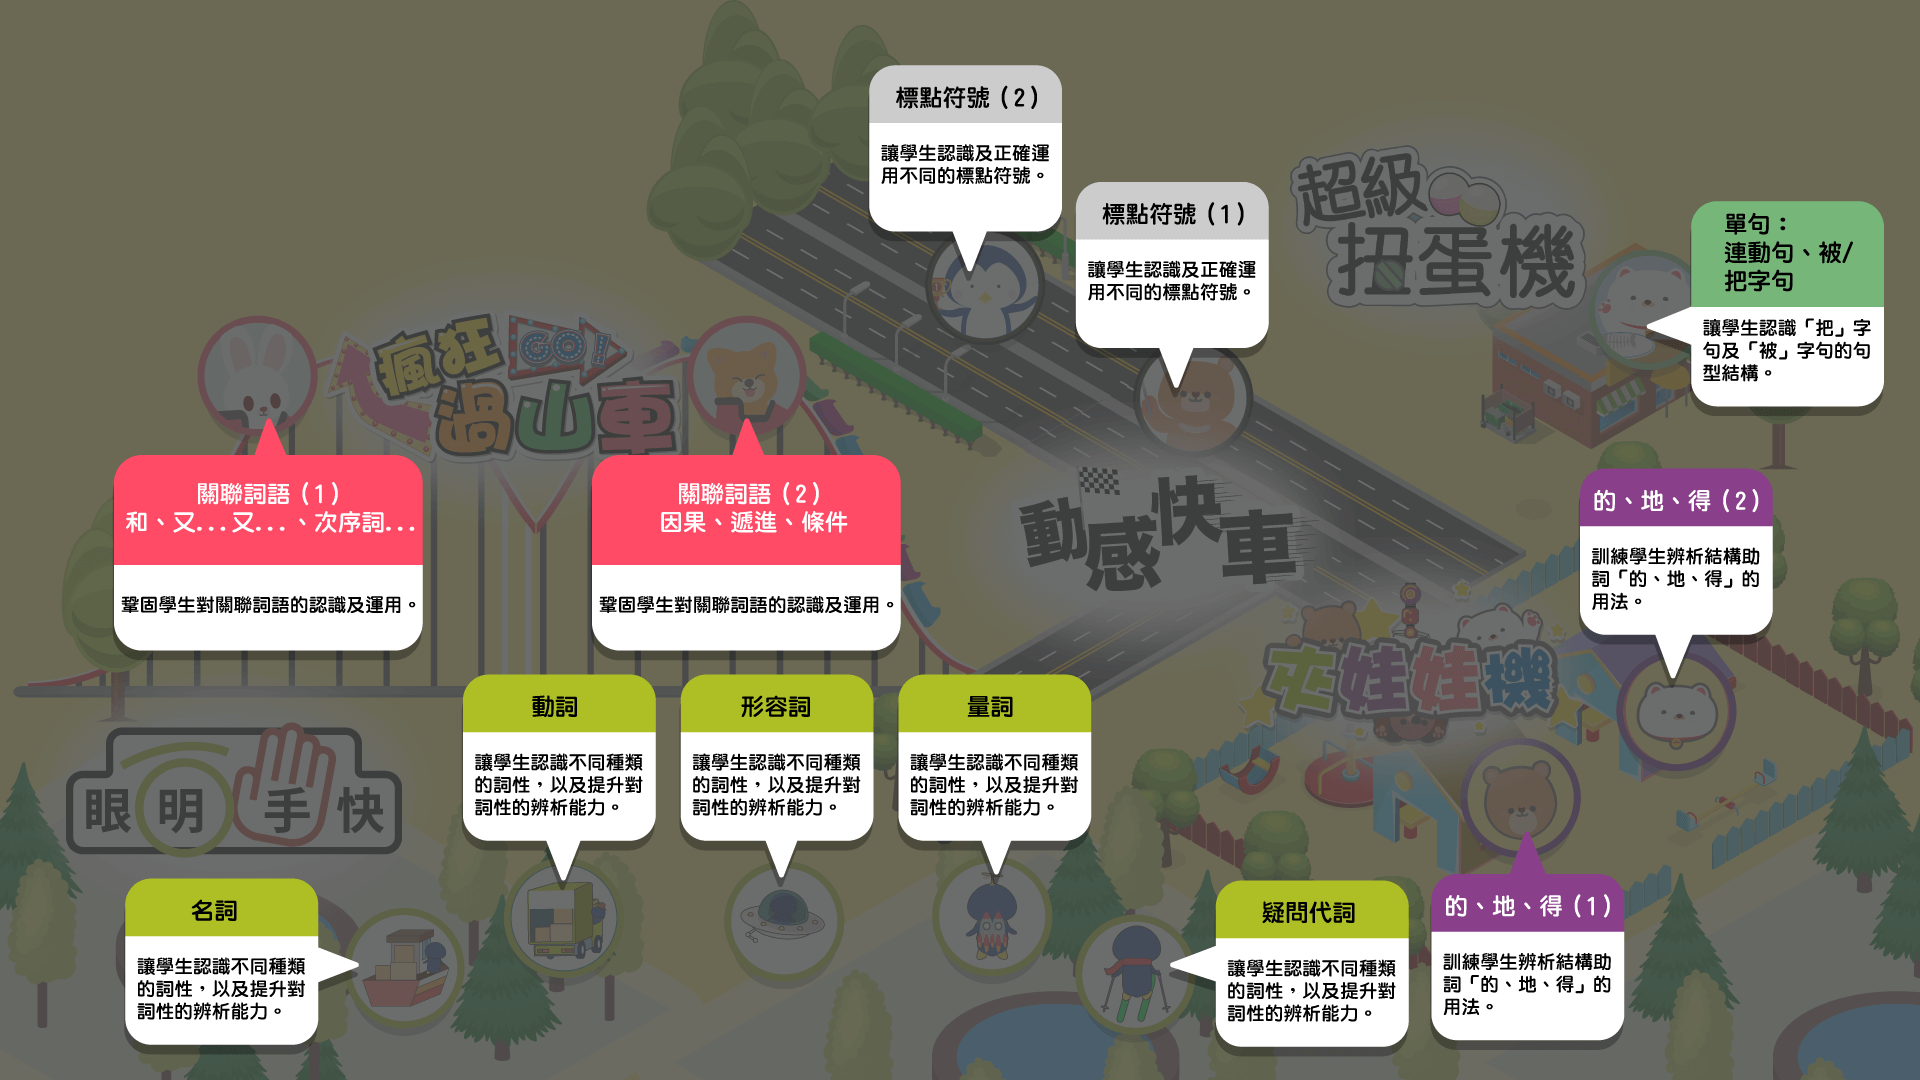 標點符號（2）
讓學生認識及正確運
用不同的標點符號。
標點符號（1）
讓學生認識及正確運
用不同的標點符號。
超級
扭蛋機
單句：
連動句、被/
把字句
讓學生認識「把」字
句及「被」字句的句
型結構。
瘋狂
GO!
過山車
關聯詞語（1）
和、又...又...、次序詞...
鞏固學生對關聯詞語的認識及運用。
關聯詞語（2）
因果、遞進、條件
鞏固學生對關聯詞語的認識及運用。
動感快車
的、地、得（2）
訓練學生辨析結構助
詞「的、地、得」的
用法。
夾娃娃機
眼明手快
動詞
讓學生認識不同種類
的詞性，以及提升對
詞性的辨析能力。
形容詞
讓學生認識不同種類
的詞性，以及提升對
詞性的辨析能力。
量詞
讓學生認識不同種類
的詞性，以及提升對
詞性的辨析能力。
名詞
讓學生認識不同種類
的詞性，以及提升對
詞性的辨析能力。
疑問代詞
讓學生認識不同種類
的詞性，以及提升對
詞性的辨析能力。
的、地、得（1）
訓練學生辨析結構助
詞「的、地、得」的
用法。